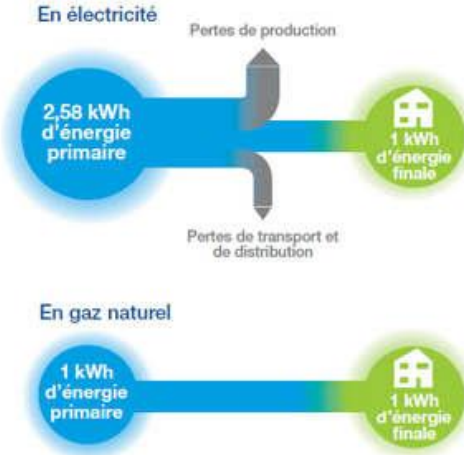 En électricité
Pertes de production
2,58 kWh
d'énergie
primaire
1 kWh
d'énergie
finale
Pertes de transport et
de distribution
En gaz naturel
1 kWh
d'énergie
primaire
1 kWh
d'énergie
finale